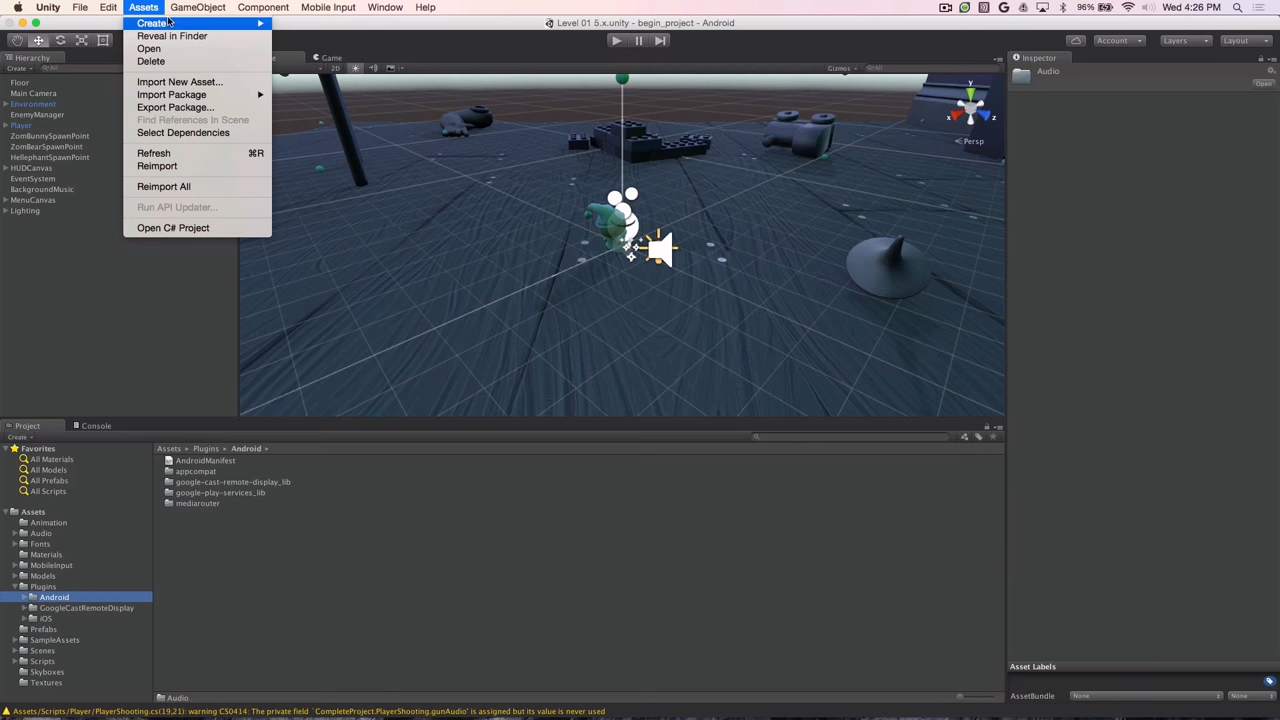 Unity File Edit Assets GameObject Component Mobile Input Window Help 96% Wed 4:26 PM
Create
Reveal in Finder
Open
Delete
Import New Asset...
Import Package
Export Package...
Find References In Scene
Select Dependencies
Refresh ⌘R
Reimport
Reimport All
Run API Updater...
Open C# Project
Level 01 5.x.unity - begin_project - Android
Account Layers Layout
Hierarchy
Create All
Floor
Main Camera
Environment
EnemyManager
Player
ZomBunnySpawnPoint
ZomBearSpawnPoint
HellephantSpawnPoint
HUDCanvas
EventSystem
BackgroundMusic
MenuCanvas
Lighting
Game
2D Gizmos All
y
x z
Persp
Inspector
Audio
Open
Project Console
Create
Favorites
All Materials
All Models
All Prefabs
All Scripts
Assets
Animation
Audio
Fonts
Materials
MobileInput
Models
Plugins
Android
GoogleCastRemoteDisplay
iOS
Prefabs
SampleAssets
Scenes
Scripts
Skyboxes
Textures
Assets Plugins Android
AndroidManifest
appcompat
google-cast-remote-display_lib
google-play-services_lib
mediarouter
Audio
Asset Labels
AssetBundle None None
Assets/Scripts/Player/PlayerShooting.cs(19,21): warning CS0414: The private field `CompleteProject.PlayerShooting.gunAudio' is assigned but its value is never used